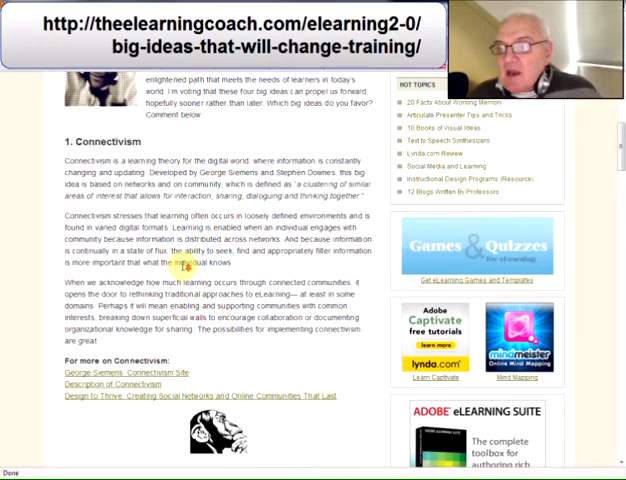 http://theelearningcoach.com/elearning2-0/
big-ideas-that-will-change-training/
enlightened path that meets the needs of learners in today's
world. I'm voting that these four big ideas can propel us forward,
hopefully sooner rather than later. Which big ideas do you favor?
Comment below
1. Connectivism
Connectivism is a learning theory for the digital world, where information is constantly
changing and updating. Developed by George Siemens and Stephen Downes, this big
idea is based on networks and on community, which is defined as "a clustering of similar
areas of interest that allows for interaction, sharing, dialoguing and thinking together."
Connectivism stresses that learning often occurs in loosely defined environments and is
found in varied digital formats. Learning is enabled when an individual engages with
community because information is distributed across networks. And because information
is continually in a state of flux, the ability to seek, find and appropriately filter information
is more important that what the individual knows.
When we acknowledge how much learning occurs through connected communities, it
opens the door to rethinking traditional approaches to eLearning— at least in some
domains. Perhaps it will mean enabling and supporting communities with common
interests, breaking down superficial walls to encourage collaboration or documenting
organizational knowledge for sharing. The possibilities for implementing connectivism
are great
For more on Connectivism:
George Siemens' Connectivism Site
Description of Connectivism
Design to Thrive: Creating Social Networks and Online Communities That Last
HOT TOPICS
20 Facts About Working Memory
Articulate Presenter Tips and Tricks
10 Books of Visual Ideas
Text to Speech Synthesizers
Lynda.com Review
Social Media and Learning
Instructional Design Programs (Resource)
12 Blogs Written By Professors
Games & Quizzes
Get eLearning Games and Templates
Adobe
Captivate
free tutorials
learn more
lynda.com
Learn Captivate
mindmeister
Online Mind Mapping
Mind Mapping
ADOBE® eLEARNING SUITE
The complete
toolbox for
authoring rich
Done